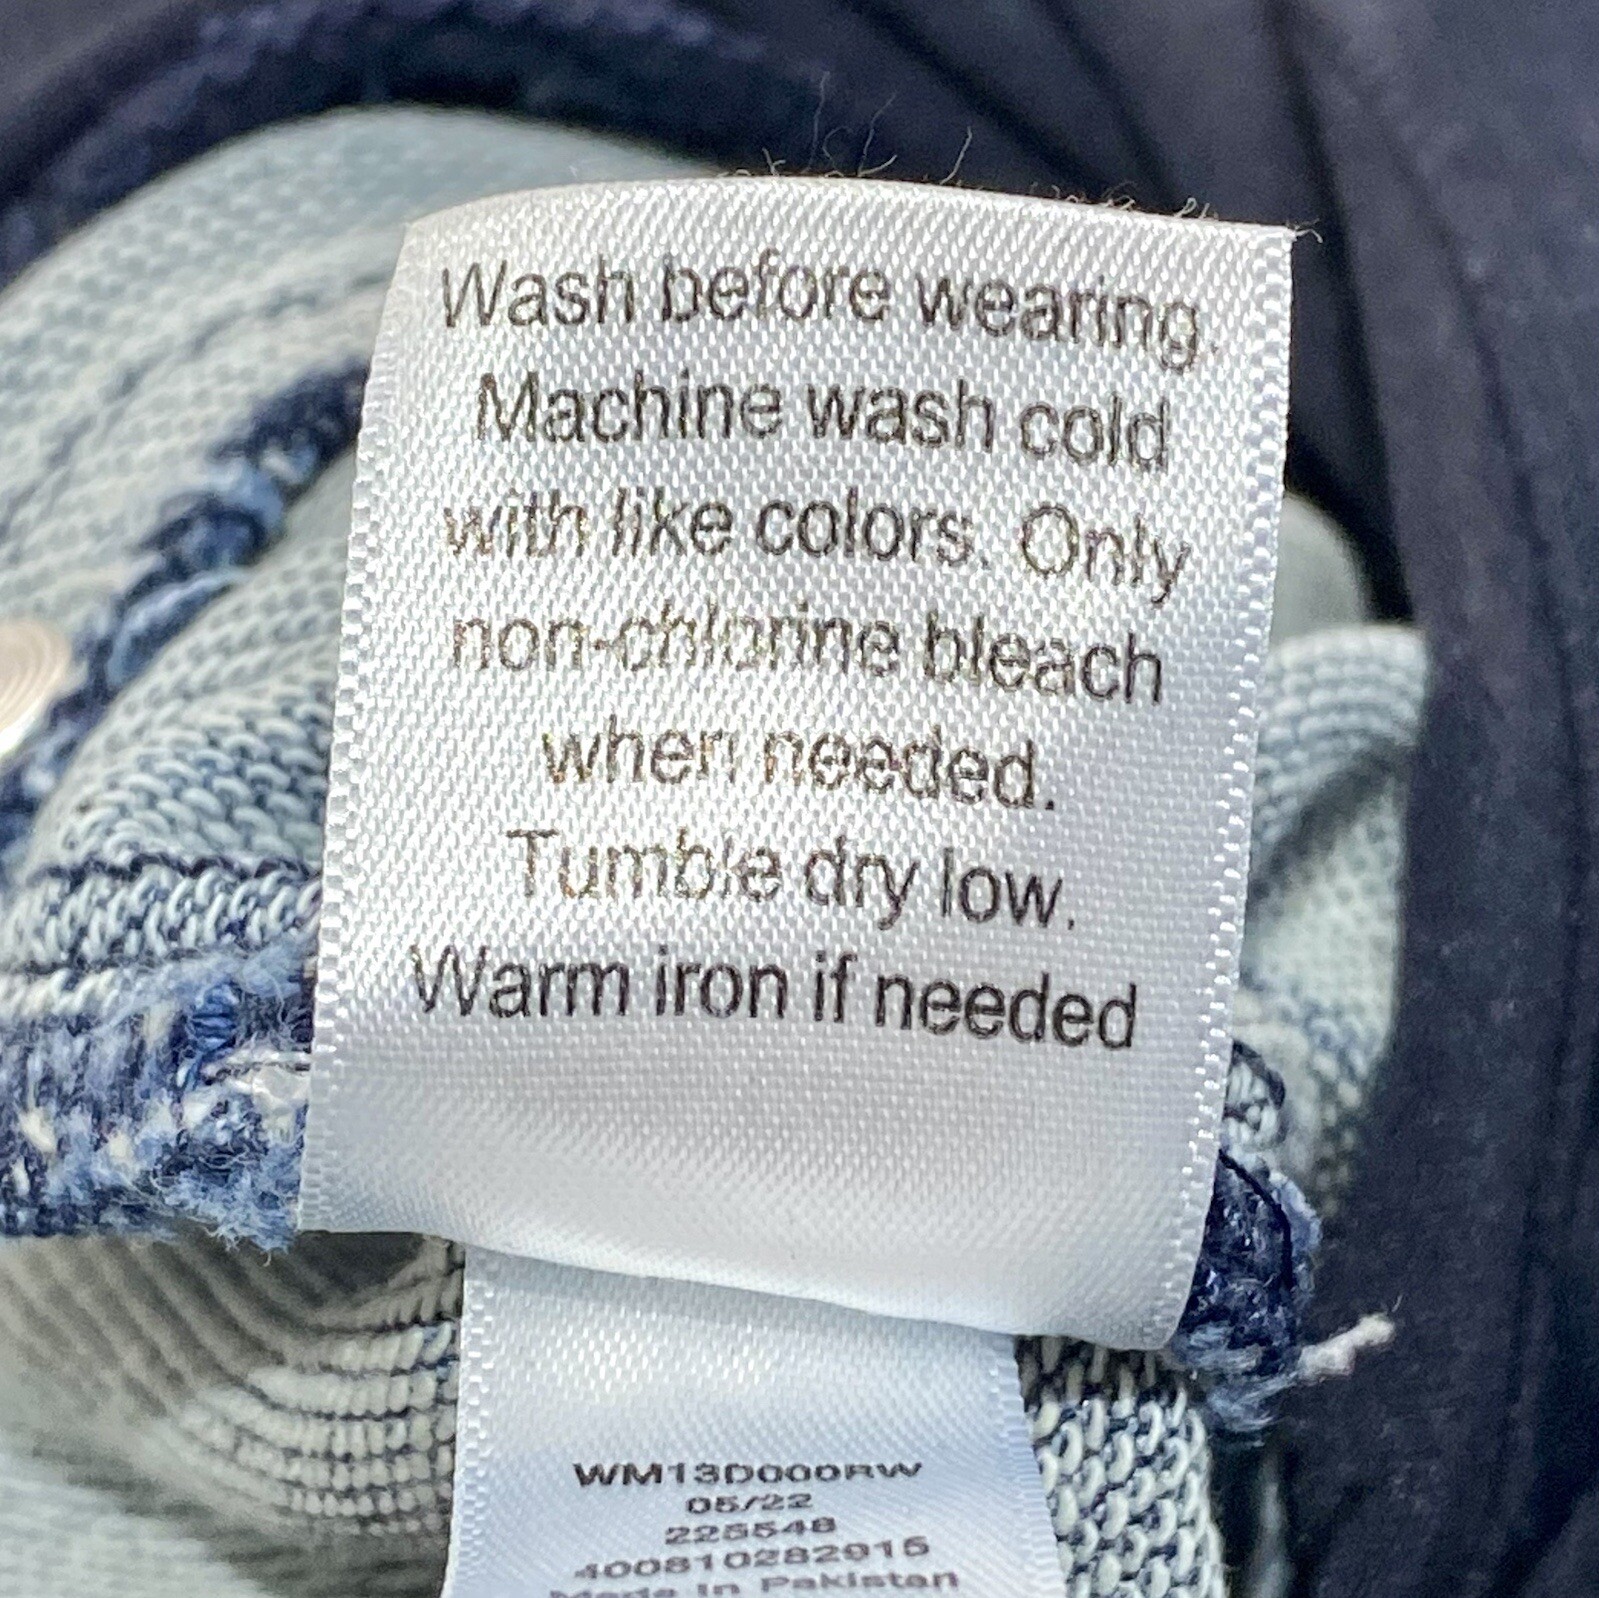 Wash before wearing.
Machine wash cold
with like colors. Only
non-chlorine bleach
when needed.
Tumble dry low.
Warm iron if needed
WM13D000RW
05/22
225548
400810282915
Made In Pakistan